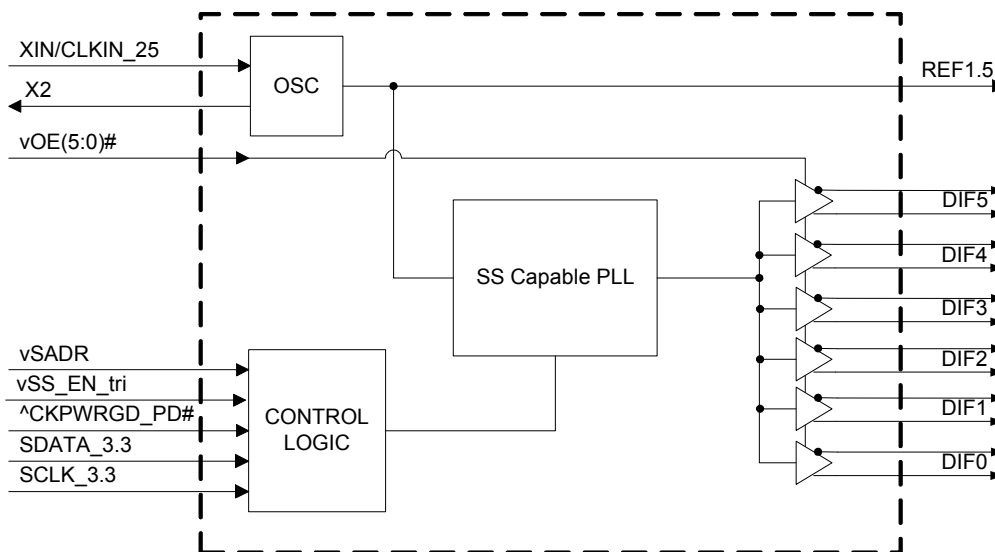 XIN/CLKIN_25
X2
vOE(5:0)#
OSC
REF1.5
DIF5
DIF4
DIF3
DIF2
DIF1
DIF0
SS Capable PLL
vSADR
vSS_EN_tri
^CKPWRGD_PD#
SDATA_3.3
SCLK_3.3
CONTROL
LOGIC